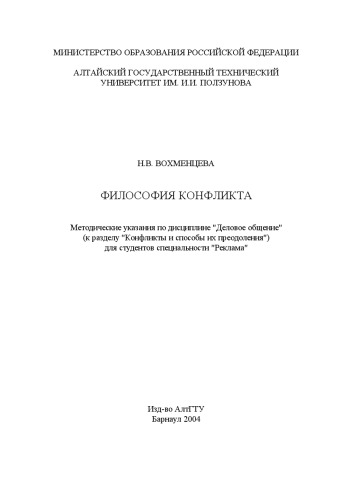 МИНИСТЕРСТВО ОБРАЗОВАНИЯ РОССИЙСКОЙ ФЕДЕРАЦИИ
АЛТАЙСКИЙ ГОСУДАРСТВЕННЫЙ ТЕХНИЧЕСКИЙ
УНИВЕРСИТЕТ ИМ. И.И. ПОЛЗУНОВА
Н.В. ВОХМЕНЦЕВА
ФИЛОСОФИЯ КОНФЛИКТА
Методические указания по дисциплине "Деловое общение"
(к разделу "Конфликты и способы их преодоления")
для студентов специальности "Реклама"
Изд-во АлтГТУ
Барнаул 2004